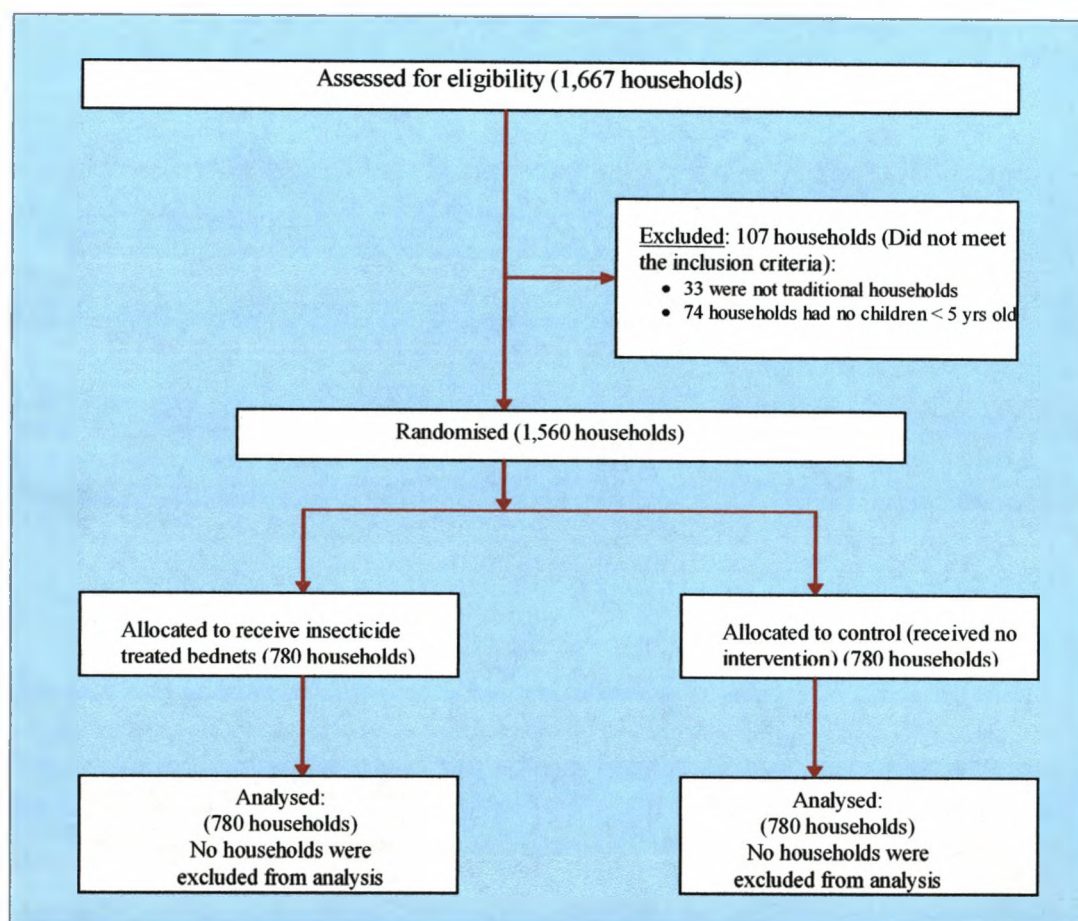 Assessed for eligibility (1,667 households)
Excluded: 107 households (Did not meet
the inclusion criteria):
• 33 were not traditional households
• 74 households had no children < 5 yrs old
Randomised (1,560 households)
Allocated to receive insecticide
treated bednets (780 households)
Allocated to control (received no
intervention) (780 households)
Analysed:
(780 households)
No households were
excluded from analysis
Analysed:
(780 households)
No households were
excluded from analysis